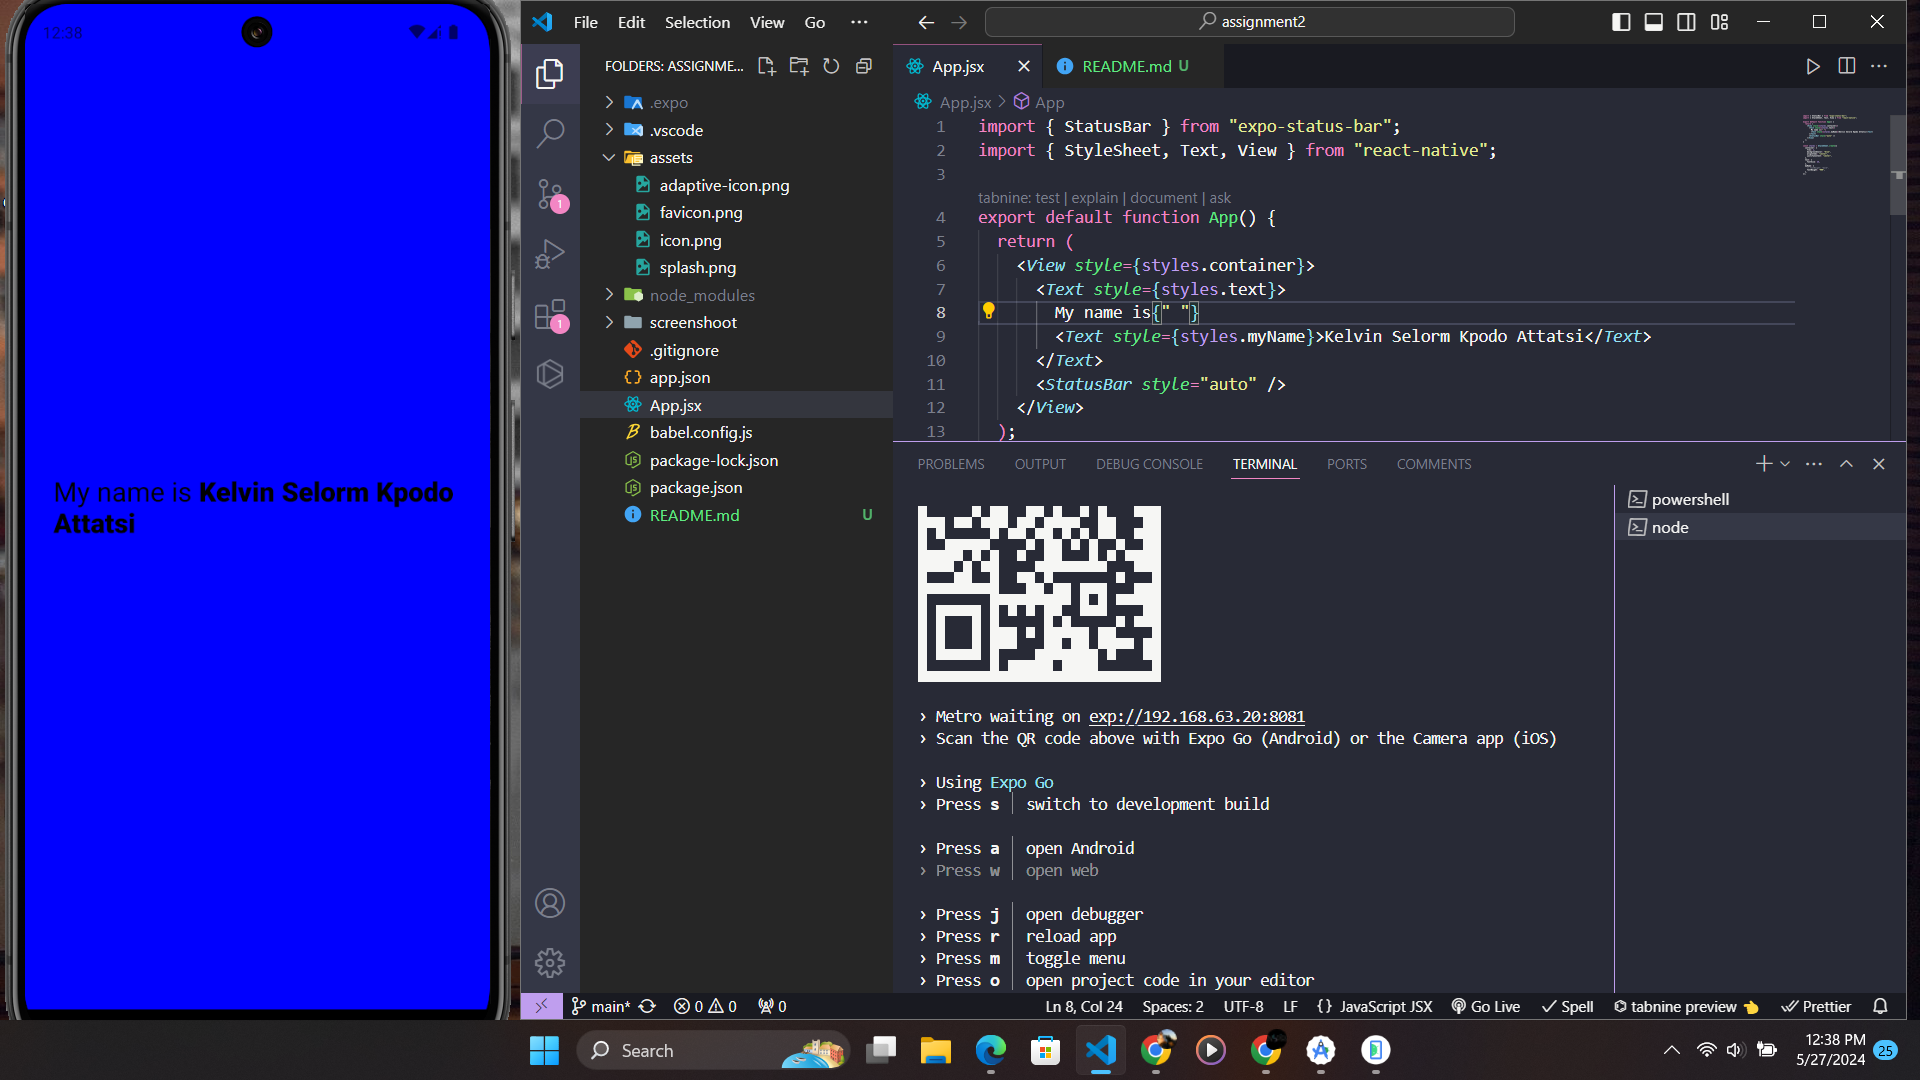 12:38
My name is Kelvin Selorm Kpodo
Attatsi
File Edit Selection View Go
assignment2
FOLDERS: ASSIGNME...
.expo
.vscode
assets
adaptive-icon.png
favicon.png
icon.png
splash.png
node_modules
screenshoot
.gitignore
app.json
App.jsx
babel.config.js
package-lock.json
package.json
README.md U
1
1
App.jsx
README.md U
App.jsx > App
1 import { StatusBar } from "expo-status-bar";
2 import { StyleSheet, Text, View } from "react-native";
3
tabnine: test | explain | document | ask
4 export default function App() {
5 return (
6 <View style={styles.container}>
7 <Text style={styles.text}>
8 My name is{" "}
9 <Text style={styles.myName}>Kelvin Selorm Kpodo Attatsi</Text>
10 </Text>
11 <StatusBar style="auto" />
12 </View>
13 );
PROBLEMS OUTPUT DEBUG CONSOLE TERMINAL PORTS COMMENTS
powershell
node
› Metro waiting on exp://192.168.63.20:8081
› Scan the QR code above with Expo Go (Android) or the Camera app (iOS)
› Using Expo Go
› Press s │ switch to development build
› Press a │ open Android
› Press w │ open web
› Press j │ open debugger
› Press r │ reload app
› Press m │ toggle menu
› Press o │ open project code in your editor
main* 0 0 0 Ln 8, Col 24 Spaces: 2 UTF-8 LF {} JavaScript JSX Go Live Spell tabnine preview Prettier
Search
12:38 PM
5/27/2024
25